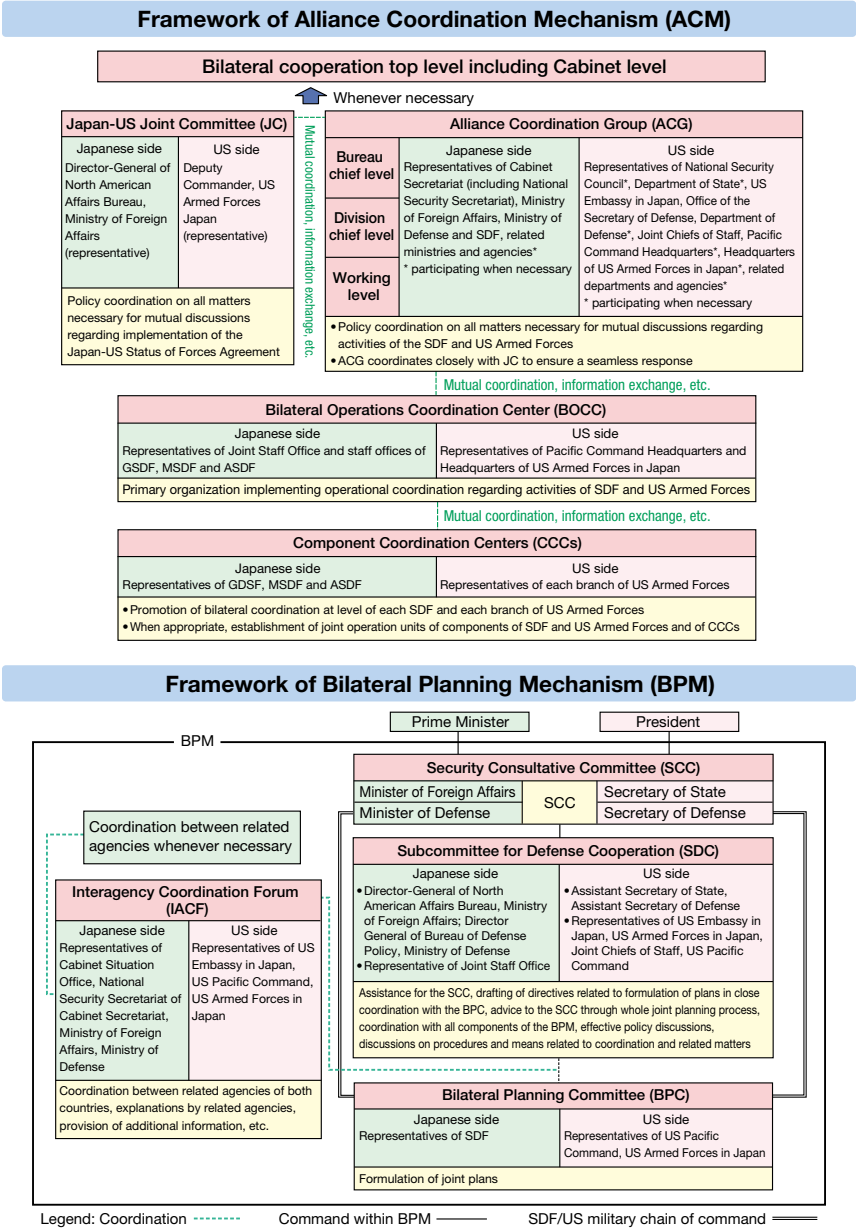 Framework of Alliance Coordination Mechanism (ACM)
Bilateral cooperation top level including Cabinet level
Whenever necessary
Japan-US Joint Committee (JC)
Japanese side
Director-General of
North American
Affairs Bureau,
Ministry of Foreign
Affairs
(representative)
US side
Deputy
Commander, US
Armed Forces
Japan
(representative)
Policy coordination on all matters
necessary for mutual discussions
regarding implementation of the
Japan-US Status of Forces Agreement
Mutual coordination, information exchange, etc.
Alliance Coordination Group (ACG)
Bureau
chief level
Division
chief level
Working
level
Japanese side
Representatives of Cabinet
Secretariat (including National
Security Secretariat), Ministry
of Foreign Affairs, Ministry of
Defense and SDF, related
ministries and agencies*
* participating when necessary
US side
Representatives of National Security
Council*, Department of State*, US
Embassy in Japan, Office of the
Secretary of Defense, Department of
Defense*, Joint Chiefs of Staff, Pacific
Command Headquarters*, Headquarters
of US Armed Forces in Japan*, related
departments and agencies*
* participating when necessary
• Policy coordination on all matters necessary for mutual discussions regarding
activities of the SDF and US Armed Forces
• ACG coordinates closely with JC to ensure a seamless response
Mutual coordination, information exchange, etc.
Bilateral Operations Coordination Center (BOCC)
Japanese side
Representatives of Joint Staff Office and staff offices of
GSDF, MSDF and ASDF
US side
Representatives of Pacific Command Headquarters and
Headquarters of US Armed Forces in Japan
Primary organization implementing operational coordination regarding activities of SDF and US Armed Forces
Mutual coordination, information exchange, etc.
Component Coordination Centers (CCCs)
Japanese side
Representatives of GDSF, MSDF and ASDF
US side
Representatives of each branch of US Armed Forces
• Promotion of bilateral coordination at level of each SDF and each branch of US Armed Forces
• When appropriate, establishment of joint operation units of components of SDF and US Armed Forces and of CCCs
Framework of Bilateral Planning Mechanism (BPM)
Prime Minister
President
BPM
Security Consultative Committee (SCC)
Minister of Foreign Affairs
Minister of Defense
SCC
Secretary of State
Secretary of Defense
Coordination between related
agencies whenever necessary
Subcommittee for Defense Cooperation (SDC)
Japanese side
• Director-General of North
American Affairs Bureau, Ministry
of Foreign Affairs; Director
General of Bureau of Defense
Policy, Ministry of Defense
• Representative of Joint Staff Office
US side
• Assistant Secretary of State,
Assistant Secretary of Defense
• Representatives of US Embassy in
Japan, US Armed Forces in Japan,
Joint Chiefs of Staff, US Pacific
Command
Assistance for the SCC, drafting of directives related to formulation of plans in close
coordination with the BPC, advice to the SCC through whole joint planning process,
coordination with all components of the BPM, effective policy discussions,
discussions on procedures and means related to coordination and related matters
Interagency Coordination Forum
(IACF)
Japanese side
Representatives of
Cabinet Situation
Office, National
Security Secretariat of
Cabinet Secretariat,
Ministry of Foreign
Affairs, Ministry of
Defense
US side
Representatives of US
Embassy in Japan,
US Pacific Command,
US Armed Forces in
Japan
Coordination between related agencies of both
countries, explanations by related agencies,
provision of additional information, etc.
Bilateral Planning Committee (BPC)
Japanese side
Representatives of SDF
US side
Representatives of US Pacific
Command, US Armed Forces in Japan
Formulation of joint plans
Legend: Coordination
Command within BPM
SDF/US military chain of command